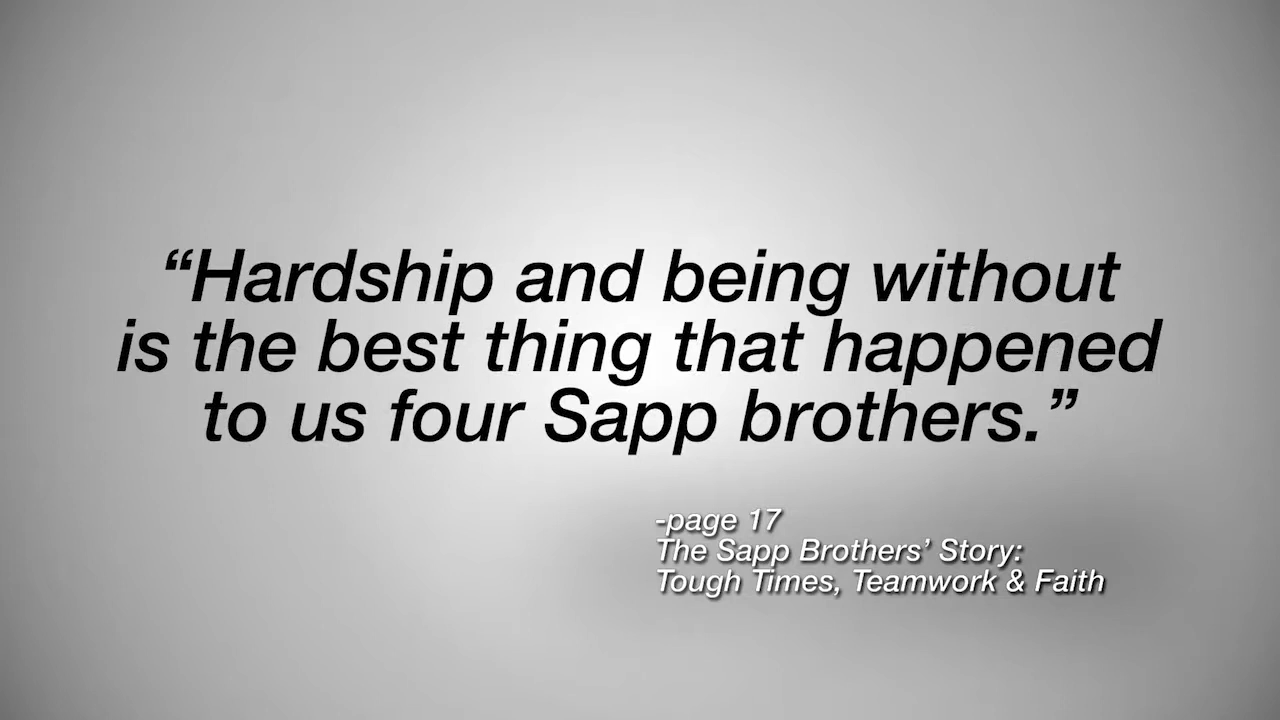 “Hardship and being without
is the best thing that happened
to us four Sapp brothers.”
-page 17
The Sapp Brothers’ Story:
Tough Times, Teamwork & Faith